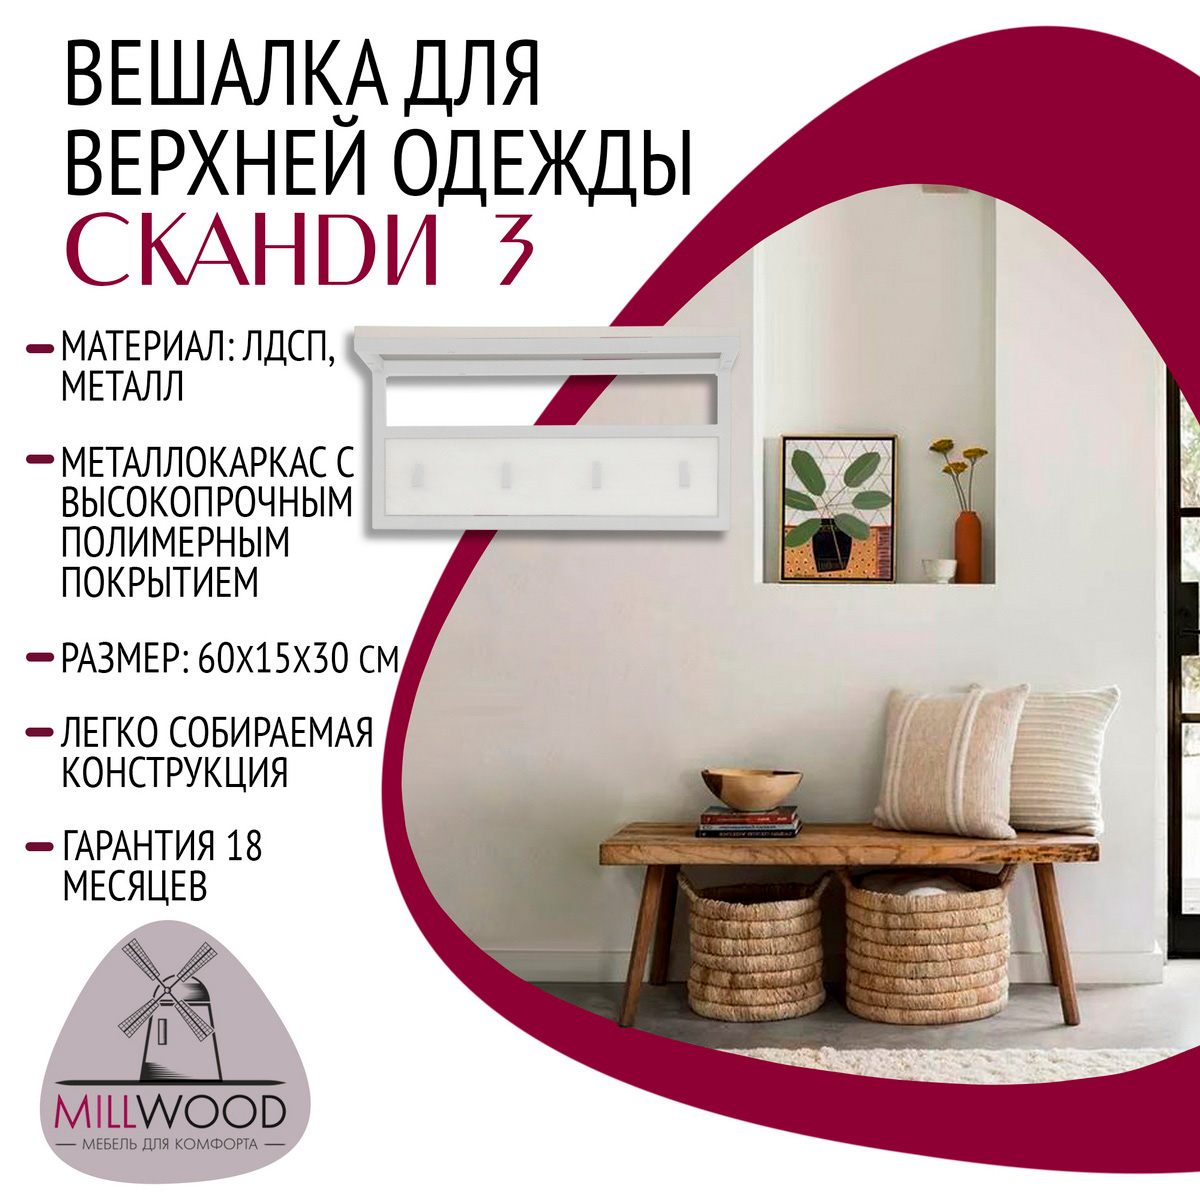 ВЕШАЛКА ДЛЯ
ВЕРХНЕЙ ОДЕЖДЫ
СКАНДИ 3
МАТЕРИАЛ: ЛДСП,
МЕТАЛЛ
МЕТАЛЛОКАРКАС С
ВЫСОКОПРОЧНЫМ
ПОЛИМЕРНЫМ
ПОКРЫТИЕМ
РАЗМЕР: 60х15х30 СМ
ЛЕГКО СОБИРАЕМАЯ
КОНСТРУКЦИЯ
ГАРАНТИЯ 18
МЕСЯЦЕВ
MILLWOOD
МЕБЕЛЬ ДЛЯ КОМФОРТА